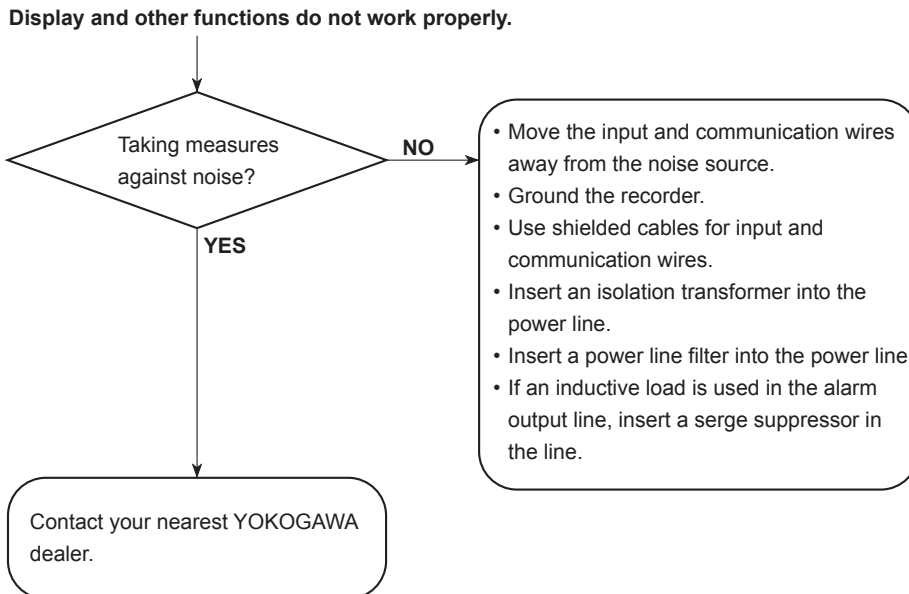 Display and other functions do not work properly.
Taking measures
against noise?
NO
YES
• Move the input and communication wires
away from the noise source.
• Ground the recorder.
• Use shielded cables for input and
communication wires.
• Insert an isolation transformer into the
power line.
• Insert a power line filter into the power line
• If an inductive load is used in the alarm
output line, insert a serge suppressor in
the line.
Contact your nearest YOKOGAWA
dealer.